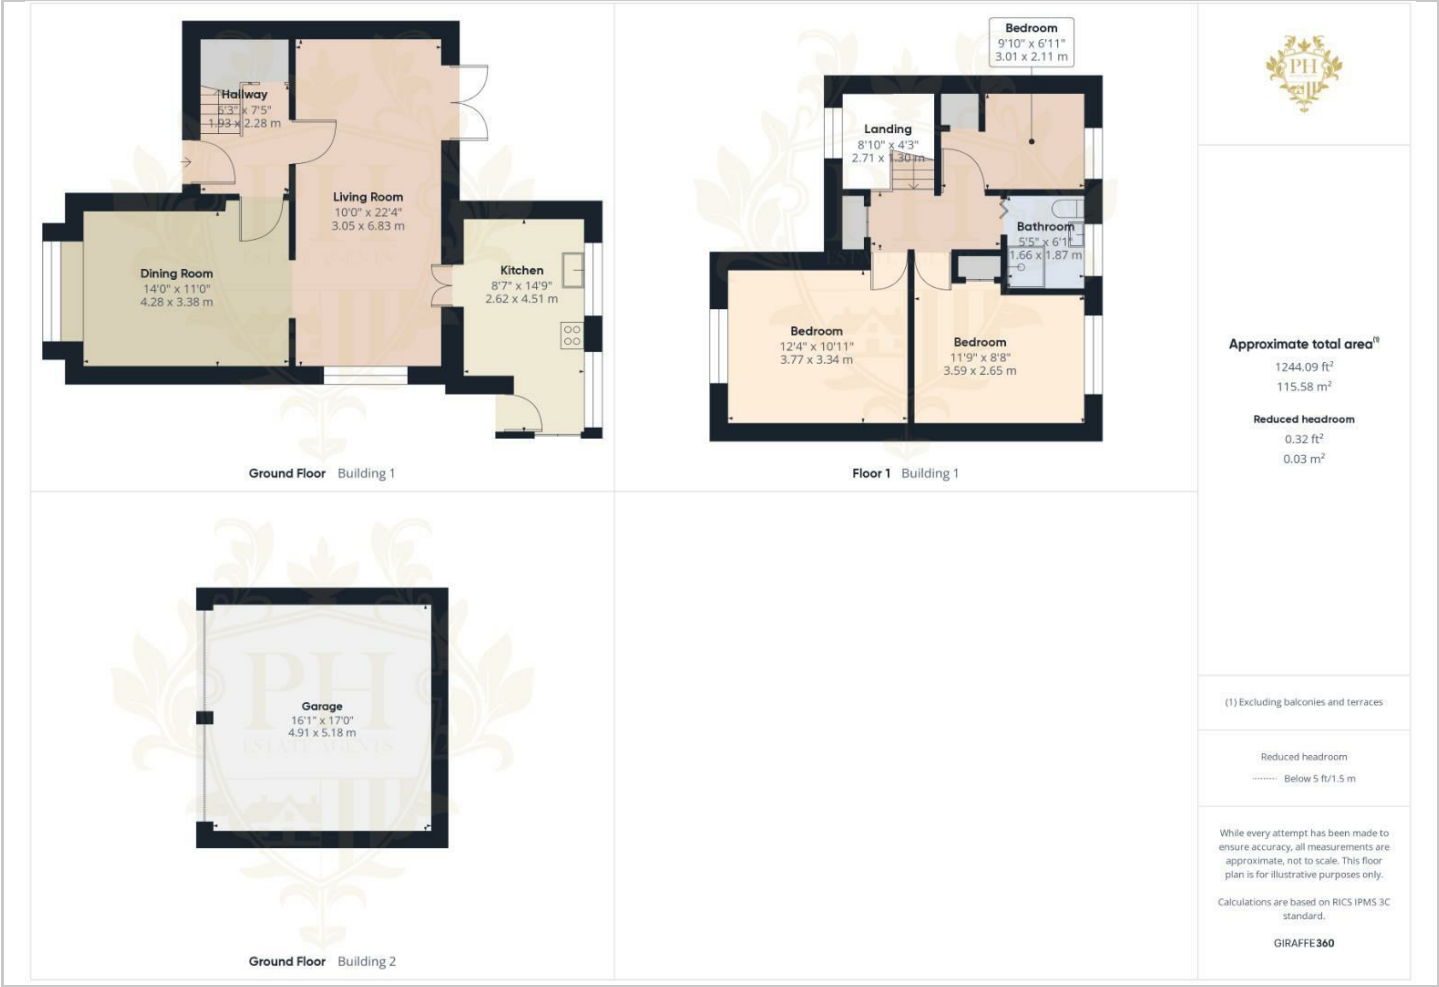 Hallway
6'3" x 7'5"
1.93 x 2.28 m
Living Room
10'0" x 22'4"
3.05 x 6.83 m
Dining Room
14'0" x 11'0"
4.28 x 3.38 m
Kitchen
8'7" x 14'9"
2.62 x 4.51 m
Ground Floor Building 1
Bedroom
9'10" x 6'11"
3.01 x 2.11 m
Landing
8'10" x 4'3"
2.71 x 1.30 m
Bathroom
5'5" x 6'1"
1.66 x 1.87 m
Bedroom
12'4" x 10'11"
3.77 x 3.34 m
Bedroom
11'9" x 8'8"
3.59 x 2.65 m
Floor 1 Building 1
Garage
16'1" x 17'0"
4.91 x 5.18 m
PH
ESTATE AGENTS
Ground Floor Building 2
PH
Approximate total area(1)
1244.09 ft²
115.58 m²
Reduced headroom
0.32 ft²
0.03 m²
(1) Excluding balconies and terraces
Reduced headroom
Below 5 ft/1.5 m
While every attempt has been made to
ensure accuracy, all measurements are
approximate, not to scale. This floor
plan is for illustrative purposes only.
Calculations are based on RICS IPMS 3C
standard.
GIRAFFE360